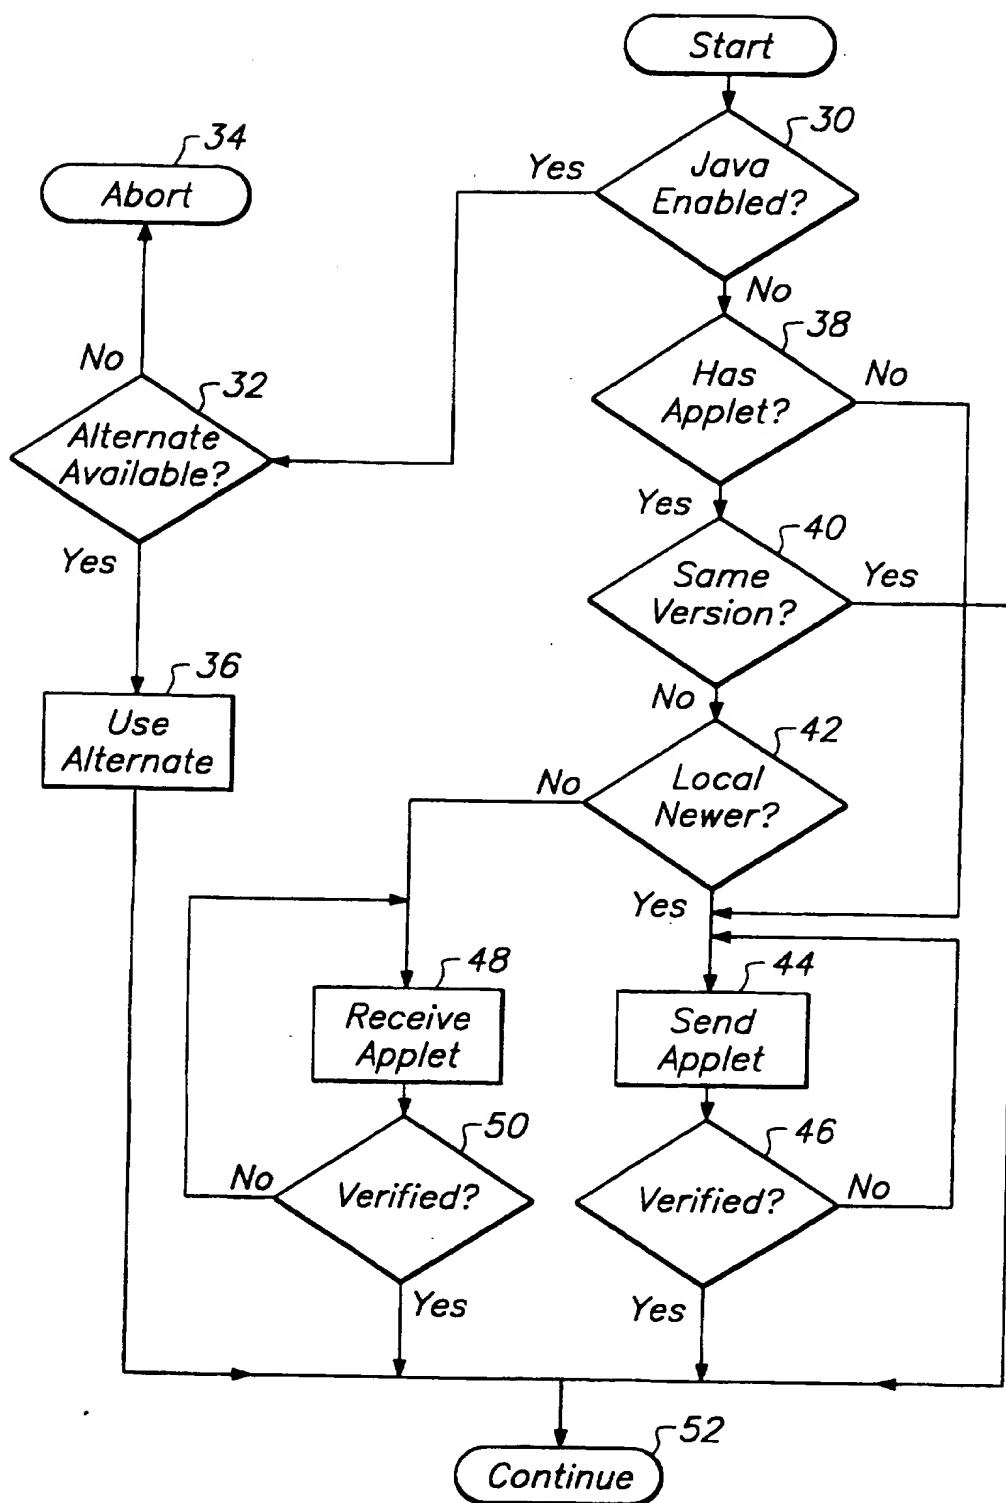 Start
30
Java
Enabled?
Yes
No
34
Abort
No
32
Alternate
Available?
Yes
36
Use
Alternate
38
Has
Applet?
No
Yes
40
Same
Version?
Yes
No
42
Local
Newer?
No
Yes
48
Receive
Applet
44
Send
Applet
50
Verified?
No
Yes
46
Verified?
No
Yes
52
Continue